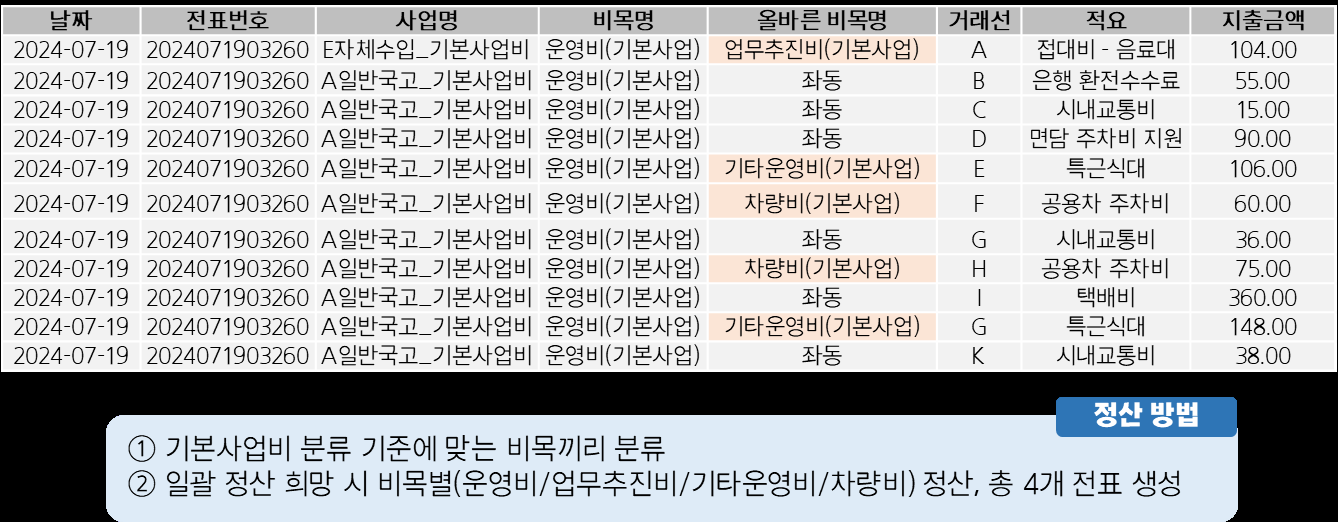 날짜 전표번호 사업명 비목명 올바른 비목명 거래선 적요 지출금액
2024-07-19 2024071903260 E자체수입_기본사업비 운영비(기본사업) 업무추진비(기본사업) A 접대비 - 음료대 104.00
2024-07-19 2024071903260 A일반국고_기본사업비 운영비(기본사업) 좌동 B 은행 환전수수료 55.00
2024-07-19 2024071903260 A일반국고_기본사업비 운영비(기본사업) 좌동 C 시내교통비 15.00
2024-07-19 2024071903260 A일반국고_기본사업비 운영비(기본사업) 좌동 D 면담 주차비 지원 90.00
2024-07-19 2024071903260 A일반국고_기본사업비 운영비(기본사업) 기타운영비(기본사업) E 특근식대 106.00
2024-07-19 2024071903260 A일반국고_기본사업비 운영비(기본사업) 차량비(기본사업) F 공용차 주차비 60.00
2024-07-19 2024071903260 A일반국고_기본사업비 운영비(기본사업) 좌동 G 시내교통비 36.00
2024-07-19 2024071903260 A일반국고_기본사업비 운영비(기본사업) 차량비(기본사업) H 공용차 주차비 75.00
2024-07-19 2024071903260 A일반국고_기본사업비 운영비(기본사업) 좌동 I 택배비 360.00
2024-07-19 2024071903260 A일반국고_기본사업비 운영비(기본사업) 기타운영비(기본사업) G 특근식대 148.00
2024-07-19 2024071903260 A일반국고_기본사업비 운영비(기본사업) 좌동 K 시내교통비 38.00
정산 방법
① 기본사업비 분류 기준에 맞는 비목끼리 분류
② 일괄 정산 희망 시 비목별(운영비/업무추진비/기타운영비/차량비) 정산, 총 4개 전표 생성